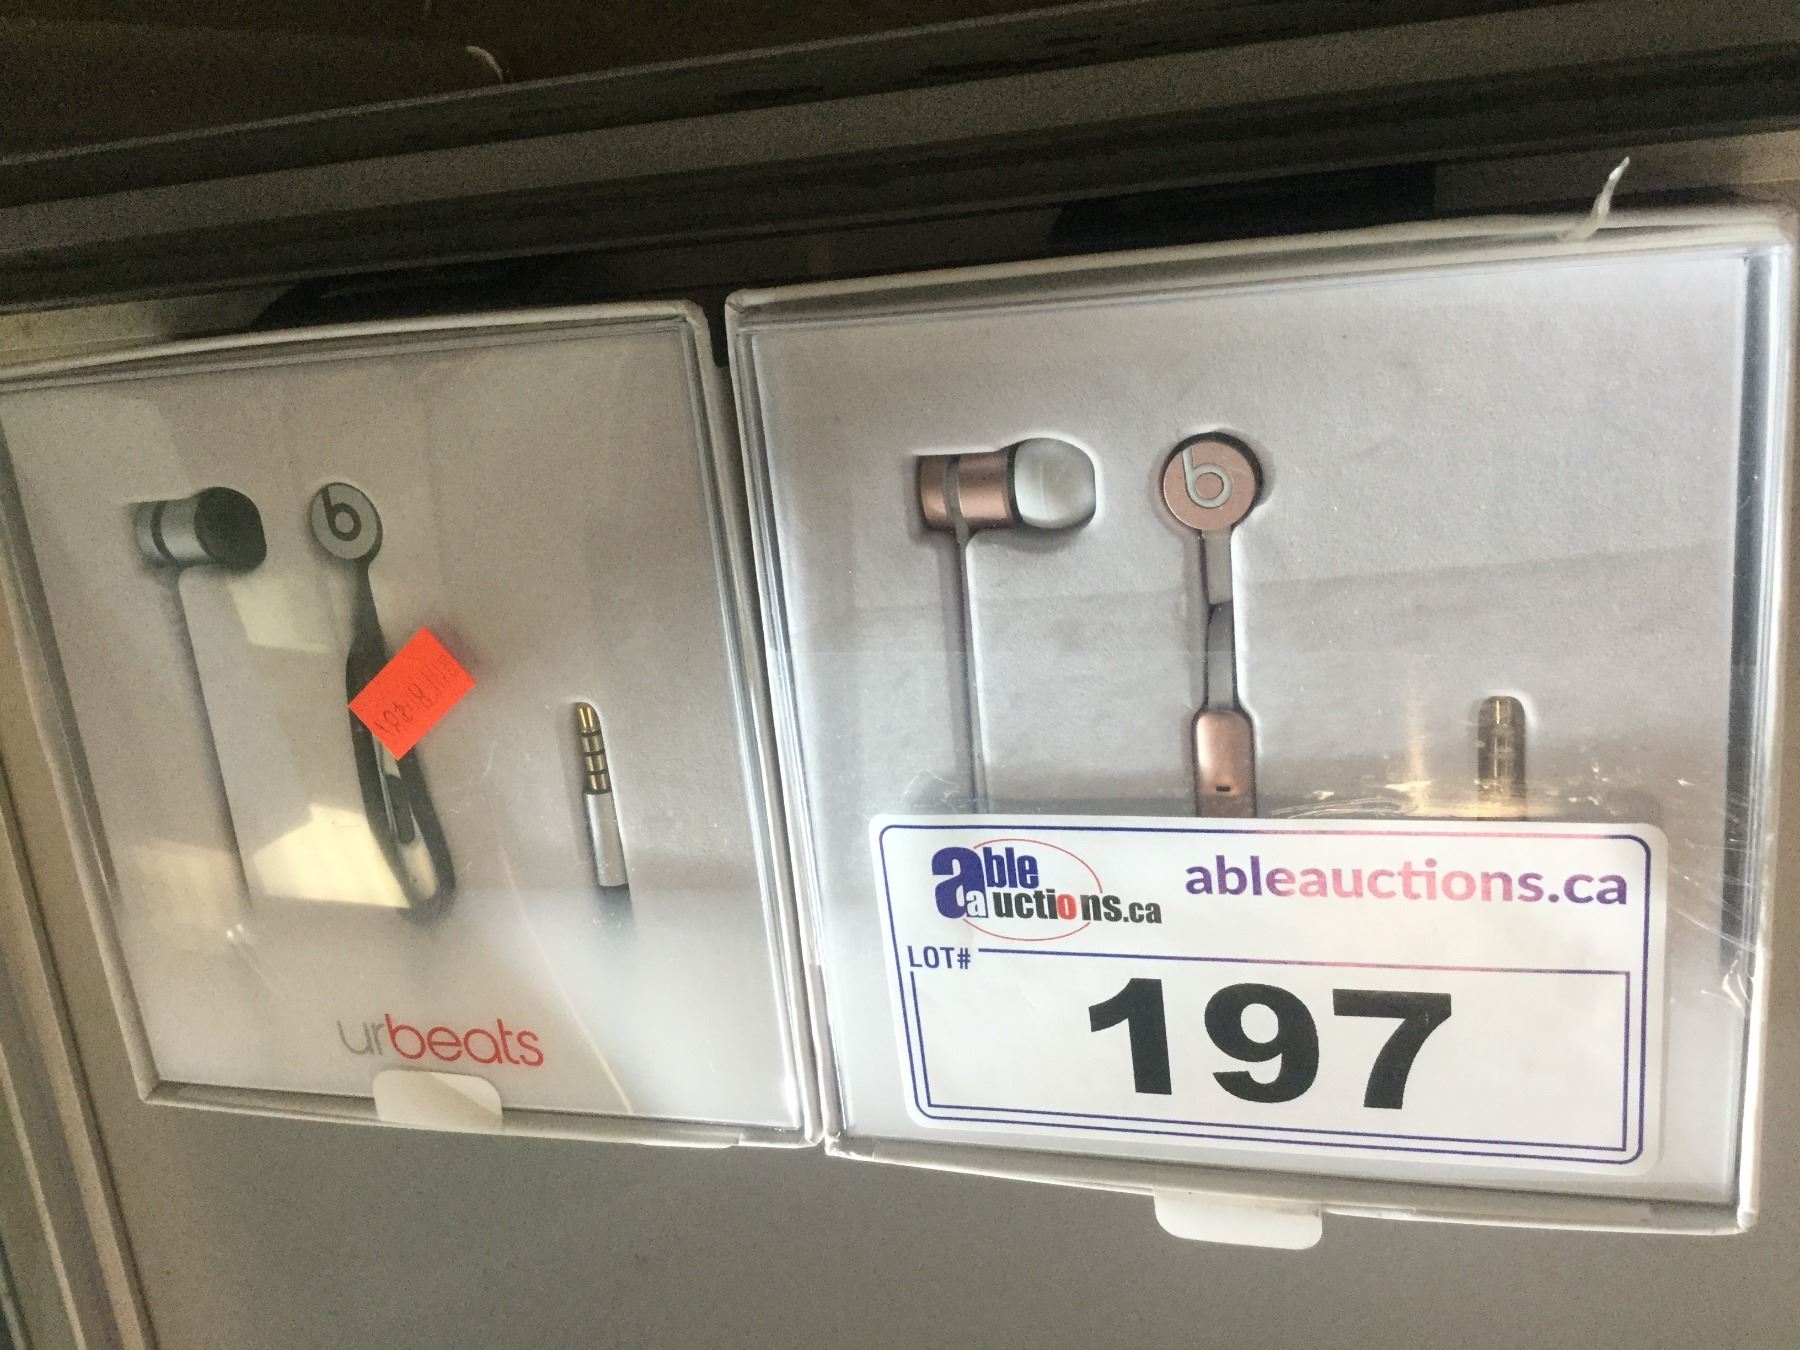 b
b
urbeats
able auctions.ca
ableauctions.ca
LOT#
197